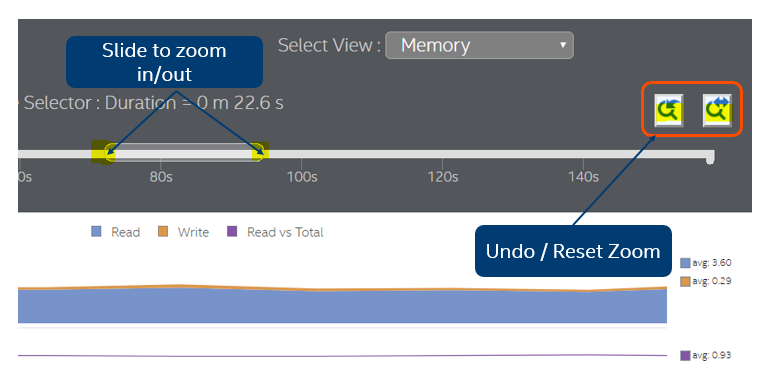 Slide to zoom
in/out
Select View :
Memory
e Selector : Duration = 0 m 22.6 s
0s
80s
100s
120s
140s
Undo / Reset Zoom
Read
Write
Read vs Total
avg: 3.60
avg: 0.29
avg: 0.93